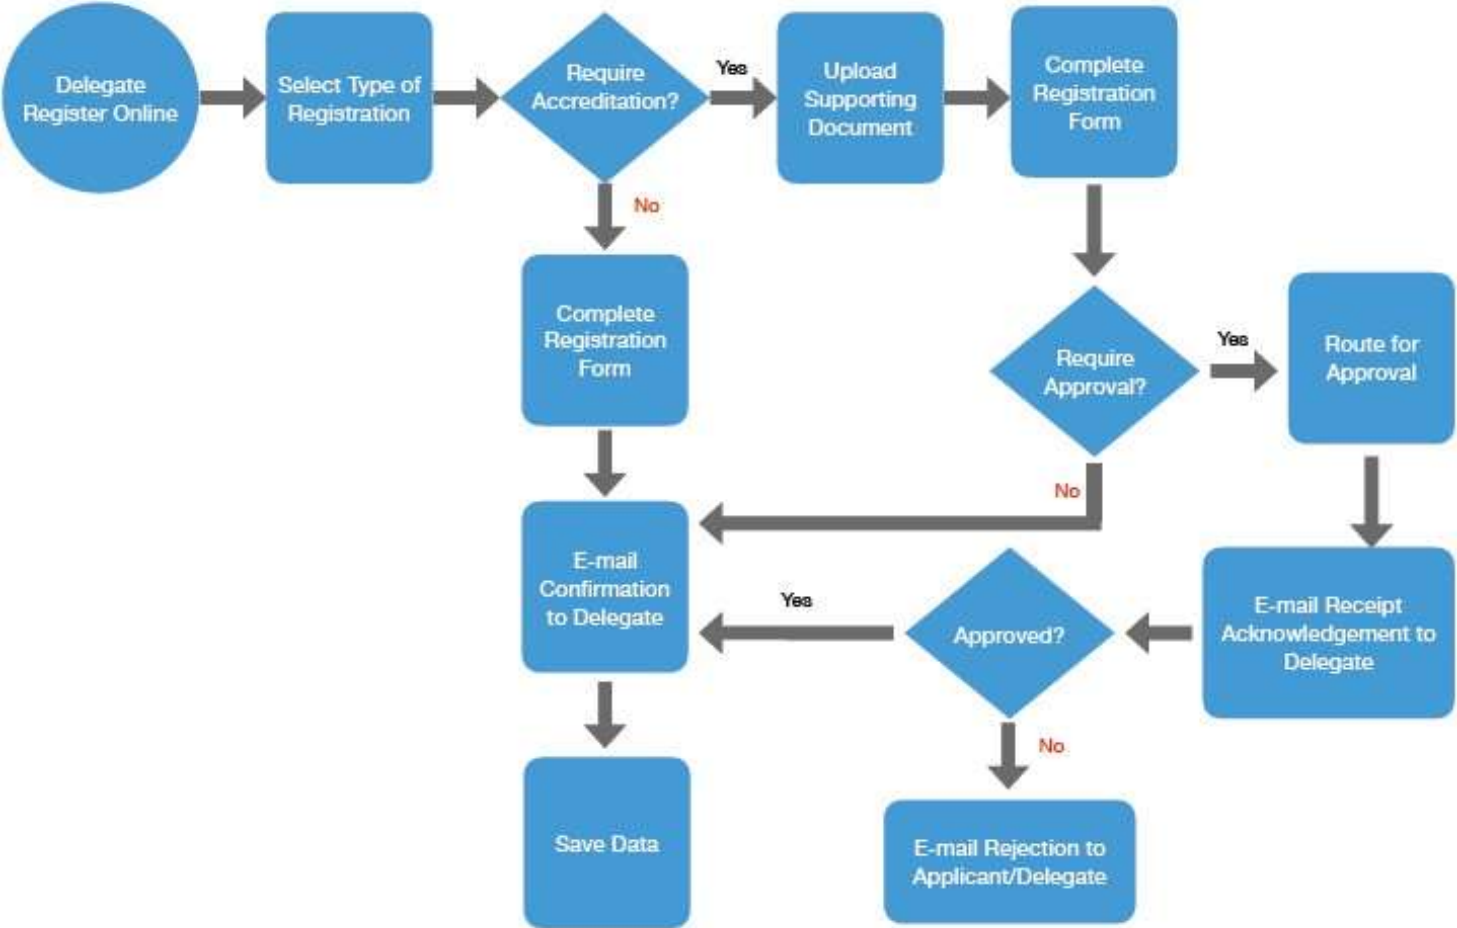 Delegate
Register Online
Select Type of
Registration
Require
Accreditation?
Yes
Upload
Supporting
Document
Complete
Registration
Form
No
Complete
Registration
Form
Require
Approval?
Yes
Route for
Approval
No
E-mail
Confirmation
to Delegate
Yes
Approved?
E-mail Receipt
Acknowledgement to
Delegate
No
Save Data
E-mail Rejection to
Applicant/Delegate